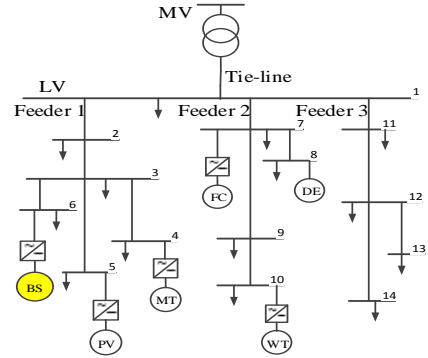 MV
Tie-line
LV
1
Feeder 1
Feeder 2
Feeder 3
7
11
2
8
3
FC
DE
12
6
4
9
13
5
10
BS
MT
14
PV
WT